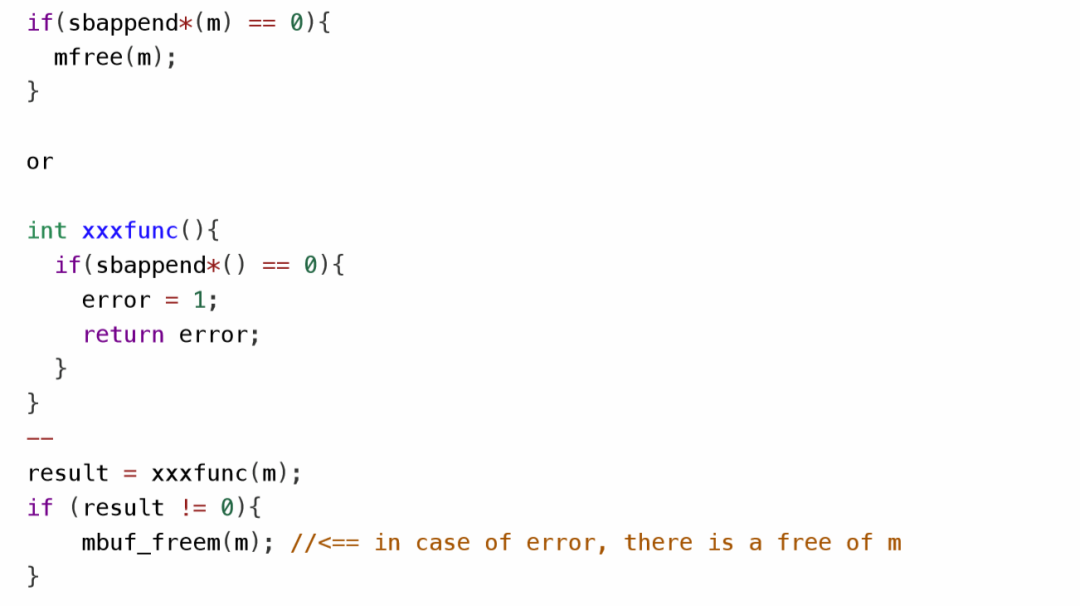 if(sbappend*(m) == 0){
  mfree(m);
}

or

int xxxfunc(){
  if(sbappend*() == 0){
    error = 1;
    return error;
  }
}
——
result = xxxfunc(m);
if (result != 0){
    mbuf_freem(m); //<== in case of error, there is a free of m
}